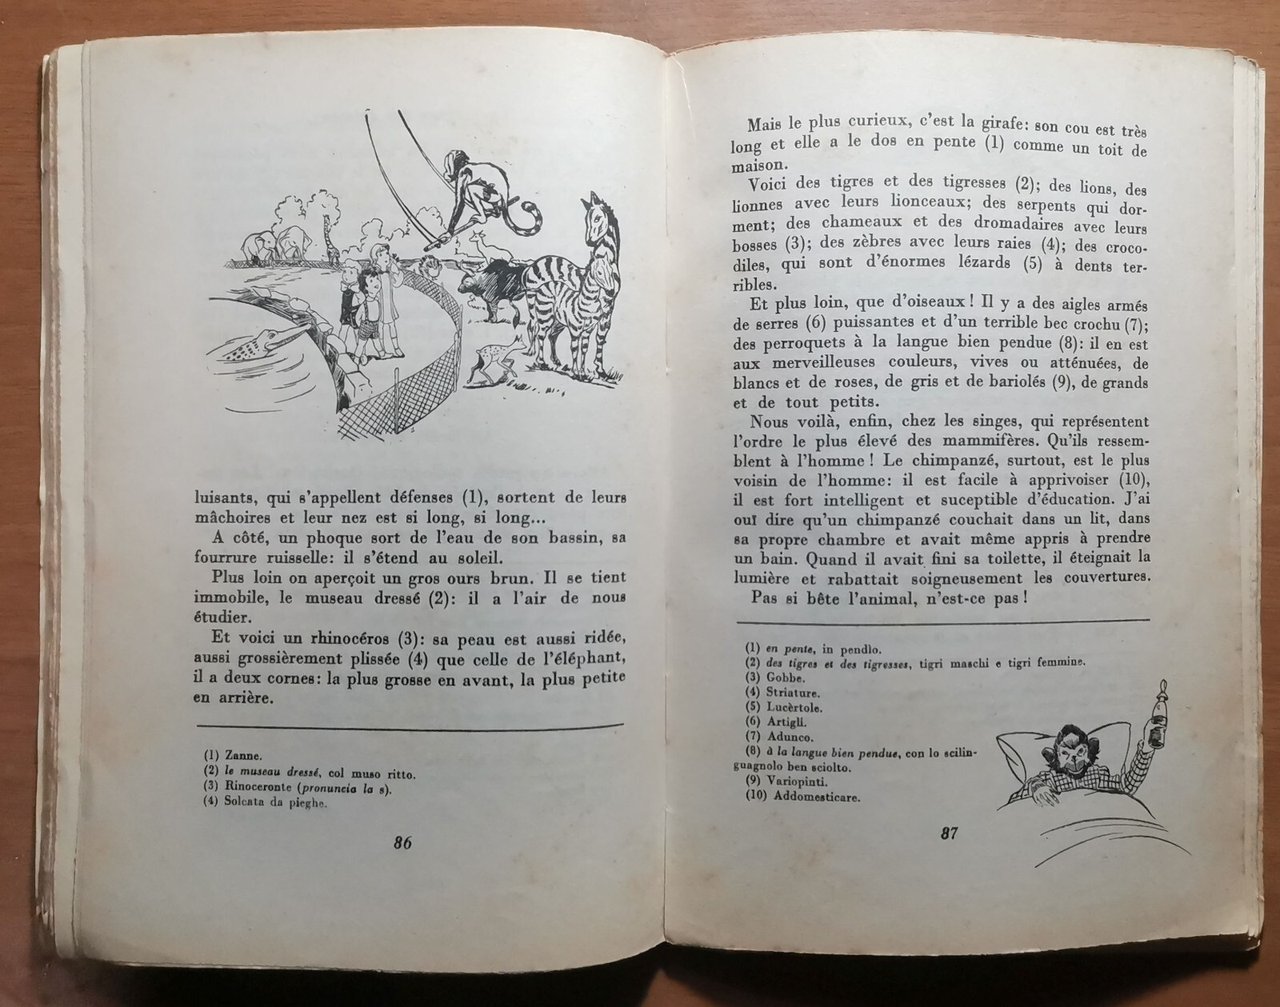 luisants, qui s'appellent défenses (1), sortent de leurs
mâchoires et leur nez est si long, si long...
A côté, un phoque sort de l'eau de son bassin, sa
fourrure ruisselle: il s'étend au soleil.
Plus loin on aperçoit un gros ours brun. Il se tient
immobile, le museau dressé (2): il a l'air de nous
étudier.
Et voici un rhinocéros (3): sa peau est aussi ridée,
aussi grossièrement plissée (4) que celle de l'éléphant,
il a deux cornes: la plus grosse en avant, la plus petite
en arrière.
(1) Zanne.
(2) le museau dressé, col muso ritto.
(3) Rinoceronte (pronuncia la s).
(4) Solcata da pieghe.
86
Mais le plus curieux, c'est la girafe: son cou est très
long et elle a le dos en pente (1) comme un toit de
maison.
Voici des tigres et des tigresses (2); des lions, des
lionnes avec leurs lionceaux; des serpents qui dor-
ment; des chameaux et des dromadaires avec leurs
bosses (3); des zèbres avec leurs raies (4); des croco-
diles, qui sont d'énormes lézards (5) à dents ter-
ribles.
Et plus loin, que d'oiseaux! Il y a des aigles armés
de serres (6) puissantes et d'un terrible bec crochu (7);
des perroquets à la langue bien pendue (8): il en est
aux merveilleuses couleurs, vives ou atténuées, de
blancs et de roses, de gris et de bariolés (9), de grands
et de tout petits.
Nous voilà, enfin, chez les singes, qui représentent
l'ordre le plus élevé des mammifères. Qu'ils ressem-
blent à l'homme! Le chimpanzé, surtout, est le plus
voisin de l'homme: il est facile à apprivoiser (10),
il est fort intelligent et suceptible d'éducation. J'ai
ouï dire qu'un chimpanzé couchait dans un lit, dans
sa propre chambre et avait même appris à prendre
un bain. Quand il avait fini sa toilette, il éteignait la
lumière et rabattait soigneusement les couvertures.
Pas si bête l'animal, n'est-ce pas!
(1) en pente, in pendìo.
(2) des tigres et des tigresses, tigri maschi e tigri femmine.
(3) Gobbe.
(4) Striature.
(5) Lucèrtole.
(6) Artigli.
(7) Adunco.
(8) à la langue bien pendue, con lo scilin-
guagnolo ben sciolto.
(9) Variopinti.
(10) Addomesticare.
87